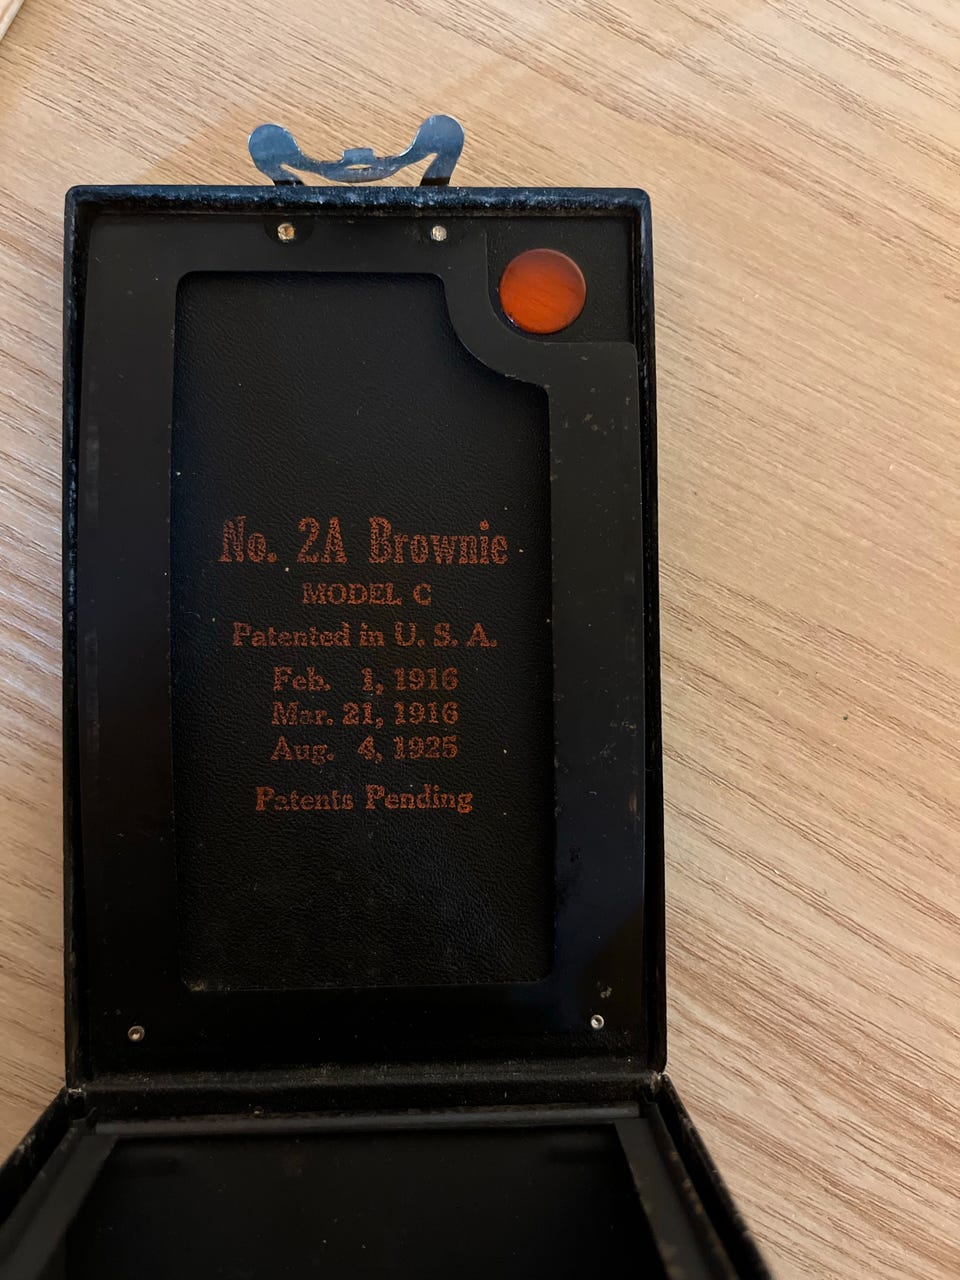 No. 2A Brownie
MODEL C
Patented in U. S. A.
Feb. 1, 1916
Mar. 21, 1916
Aug. 4, 1925
Patents Pending